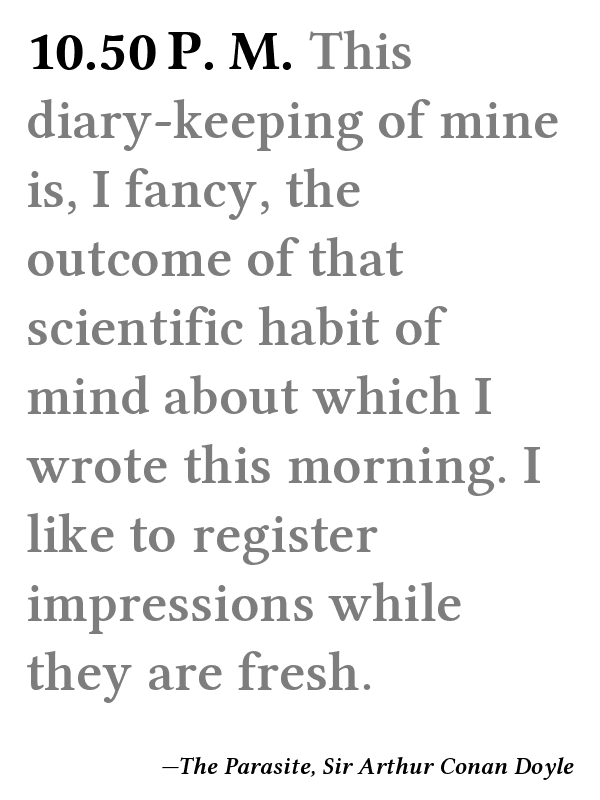 10.50 P. M. This
diary-keeping of mine
is, I fancy, the
outcome of that
scientific habit of
mind about which I
wrote this morning. I
like to register
impressions while
they are fresh.
—The Parasite, Sir Arthur Conan Doyle